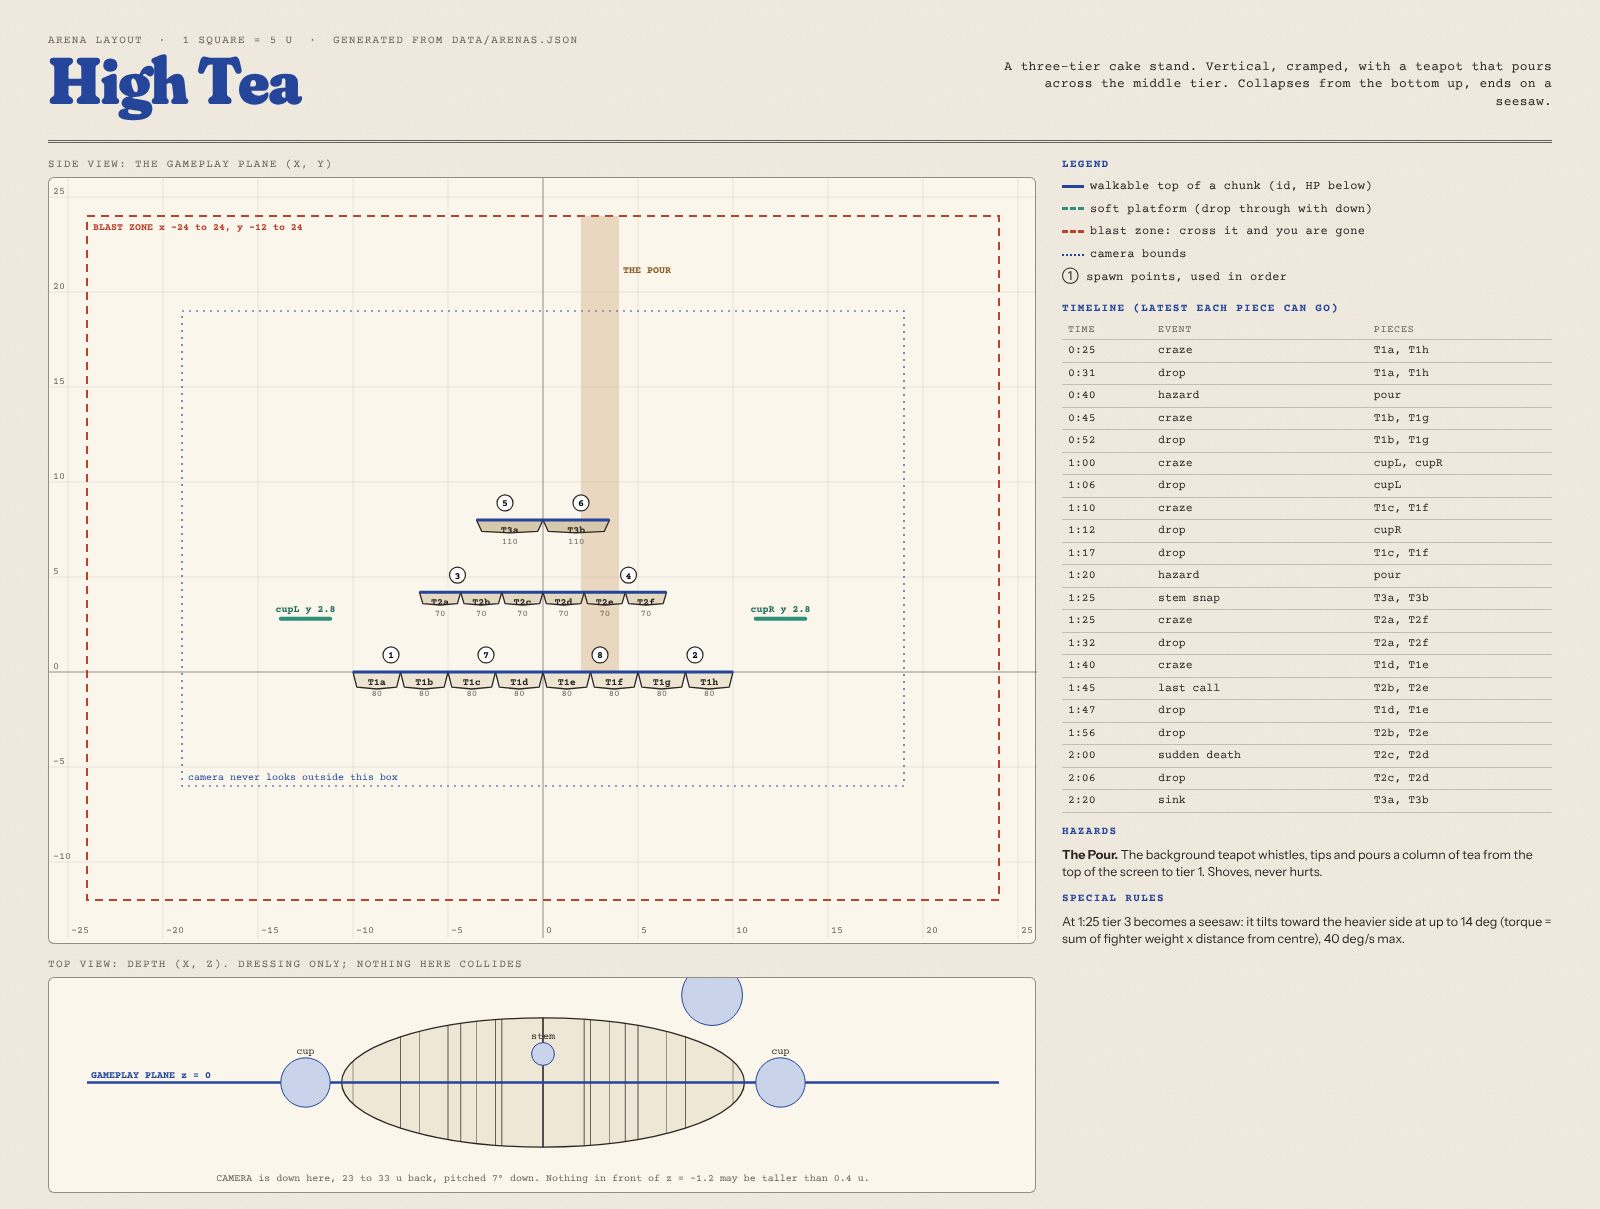 ARENA LAYOUT · 1 SQUARE = 5 U · GENERATED FROM DATA/ARENAS.JSON
High Tea
A three-tier cake stand. Vertical, cramped, with a teapot that pours
across the middle tier. Collapses from the bottom up, ends on a
seesaw.
SIDE VIEW: THE GAMEPLAY PLANE (X, Y)
25
BLAST ZONE x -24 to 24, y -12 to 24
THE POUR
20
15
10
5 6
T3a T3b
110 110
5
3 4
T2a T2b T2c T2d T2e T2f
70 70 70 70 70 70
cupL y 2.8
cupR y 2.8
0
1 7 8 2
T1a T1b T1c T1d T1e T1f T1g T1h
80 80 80 80 80 80 80 80
-5
camera never looks outside this box
-10
-25 -20 -15 -10 -5 0 5 10 15 20 25
TOP VIEW: DEPTH (X, Z). DRESSING ONLY; NOTHING HERE COLLIDES
stem
cup
cup
GAMEPLAY PLANE z = 0
CAMERA is down here, 23 to 33 u back, pitched 7° down. Nothing in front of z = -1.2 may be taller than 0.4 u.
LEGEND
walkable top of a chunk (id, HP below)
soft platform (drop through with down)
blast zone: cross it and you are gone
camera bounds
1 spawn points, used in order
TIMELINE (LATEST EACH PIECE CAN GO)
TIME EVENT PIECES
0:25 craze T1a, T1h
0:31 drop T1a, T1h
0:40 hazard pour
0:45 craze T1b, T1g
0:52 drop T1b, T1g
1:00 craze cupL, cupR
1:06 drop cupL
1:10 craze T1c, T1f
1:12 drop cupR
1:17 drop T1c, T1f
1:20 hazard pour
1:25 stem snap T3a, T3b
1:25 craze T2a, T2f
1:32 drop T2a, T2f
1:40 craze T1d, T1e
1:45 last call T2b, T2e
1:47 drop T1d, T1e
1:56 drop T2b, T2e
2:00 sudden death T2c, T2d
2:06 drop T2c, T2d
2:20 sink T3a, T3b
HAZARDS
The Pour. The background teapot whistles, tips and pours a column of tea from the
top of the screen to tier 1. Shoves, never hurts.
SPECIAL RULES
At 1:25 tier 3 becomes a seesaw: it tilts toward the heavier side at up to 14 deg (torque =
sum of fighter weight x distance from centre), 40 deg/s max.